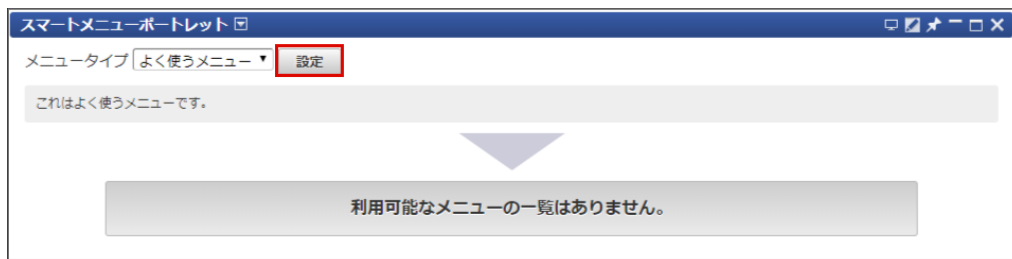 スマートメニューポートレット
メニュータイプ よく使うメニュー 設定
これはよく使うメニューです。
利用可能なメニューの一覧はありません。